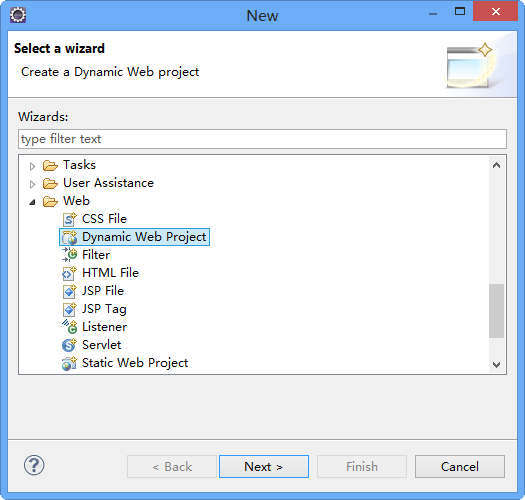 New
Select a wizard
Create a Dynamic Web project
Wizards:
type filter text
Tasks
User Assistance
Web
CSS File
Dynamic Web Project
Filter
HTML File
JSP File
JSP Tag
Listener
Servlet
Static Web Project
? < Back Next > Finish Cancel